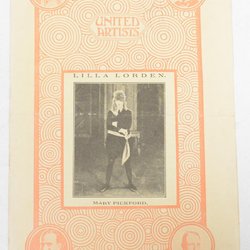 UNITED
ARTISTS
LILLA LORDEN.
MARY PICKFORD.